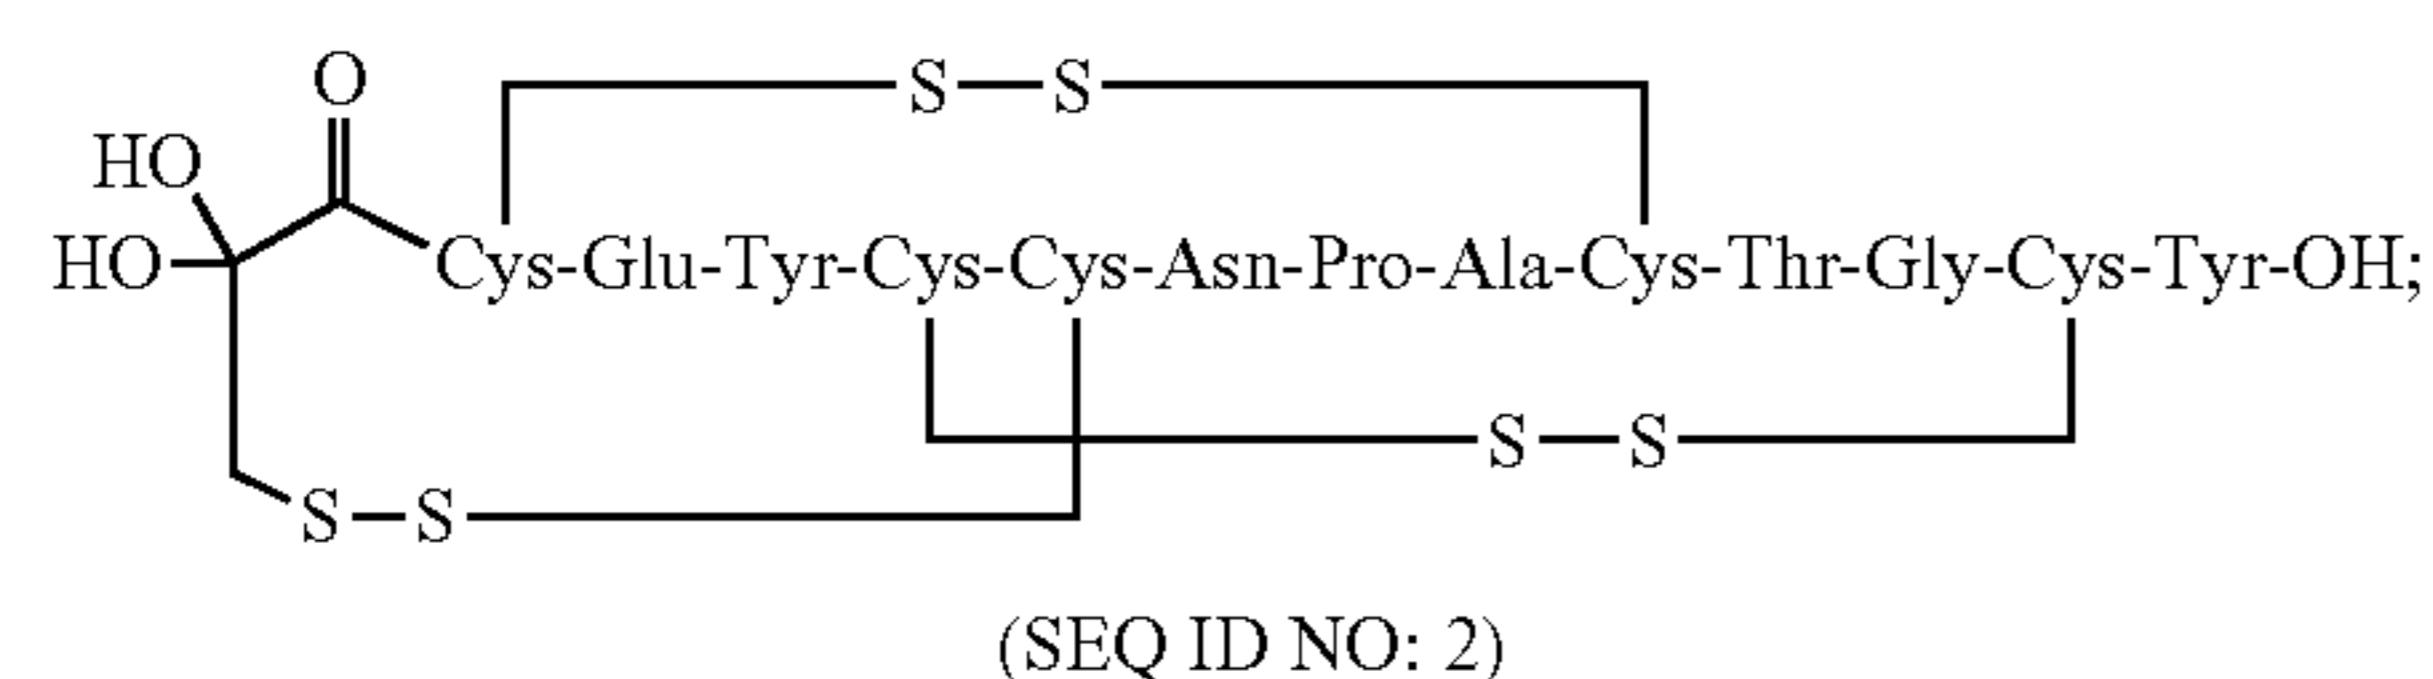 O
S—S
HO
HO
Cys-Glu-Tyr-Cys-Cys-Asn-Pro-Ala-Cys-Thr-Gly-Cys-Tyr-OH;
S—S
S—S
(SEQ ID NO: 2)